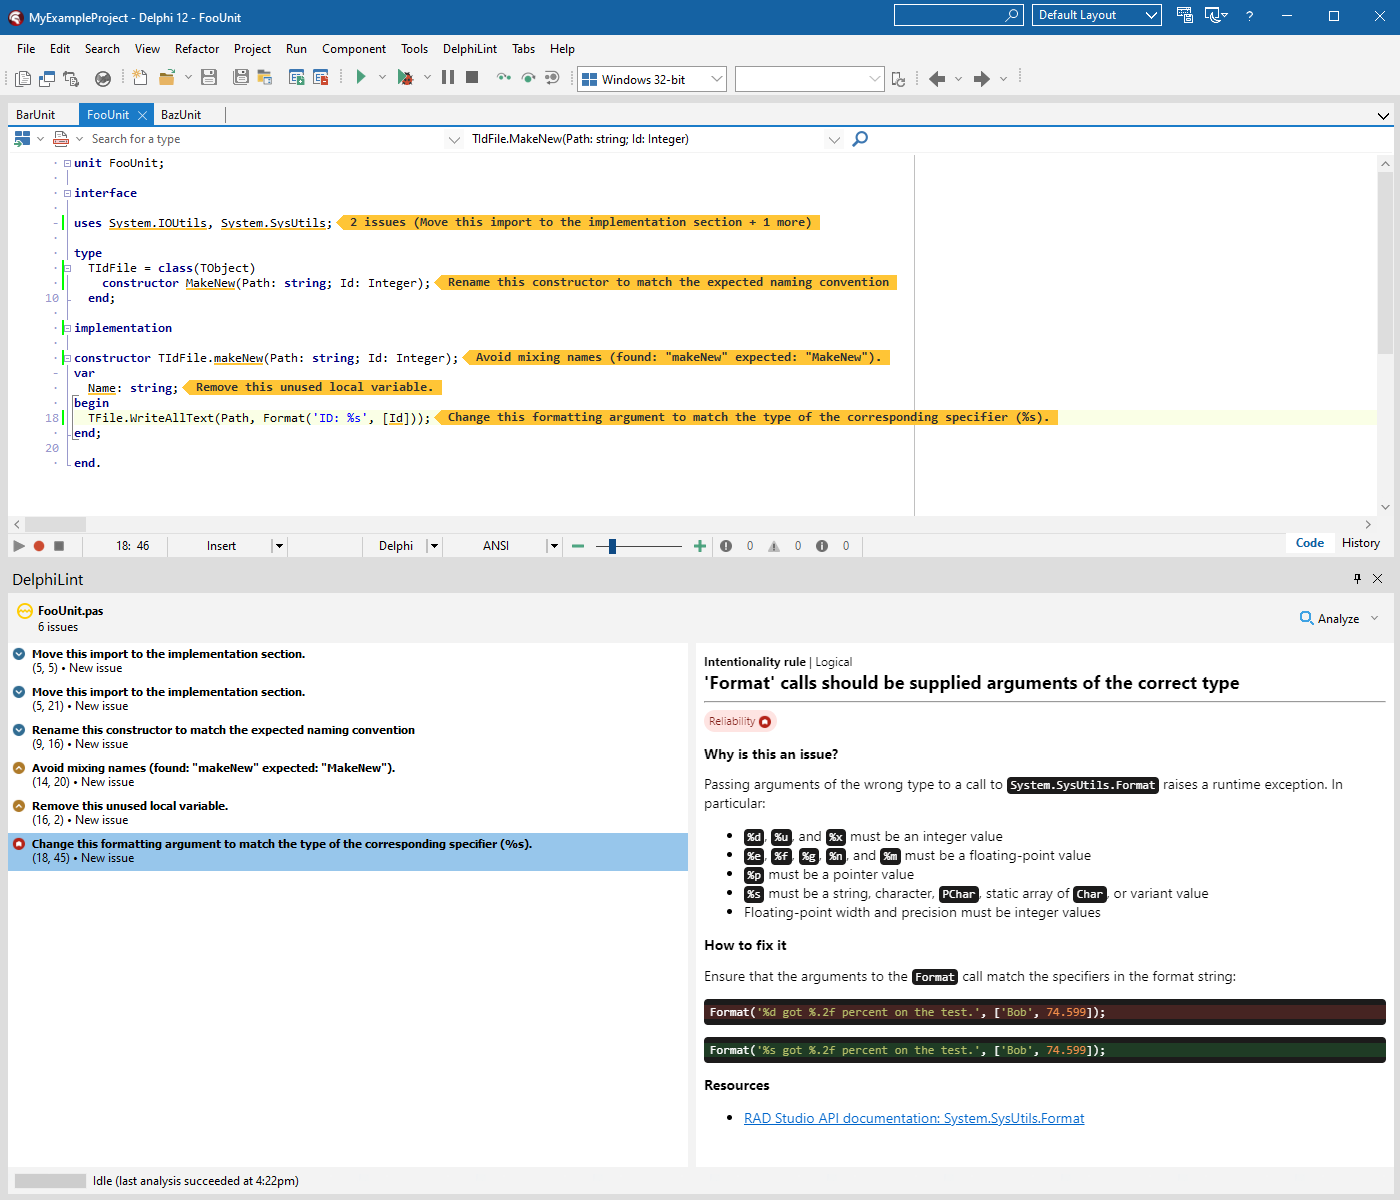 MyExampleProject - Delphi 12 - FooUnit
Default Layout
?
File Edit Search View Refactor Project Run Component Tools DelphiLint Tabs Help
Windows 32-bit
BarUnit FooUnit BazUnit
Search for a type TIdFile.MakeNew(Path: string; Id: Integer)
unit FooUnit;
interface
uses System.IOUtils, System.SysUtils; 2 issues (Move this import to the implementation section + 1 more)
type
TIdFile = class(TObject)
constructor MakeNew(Path: string; Id: Integer); Rename this constructor to match the expected naming convention
10 end;
implementation
constructor TIdFile.makeNew(Path: string; Id: Integer); Avoid mixing names (found: "makeNew" expected: "MakeNew").
var
Name: string; Remove this unused local variable.
begin
18 TFile.WriteAllText(Path, Format('ID: %s', [Id])); Change this formatting argument to match the type of the corresponding specifier (%s).
end;
20
end.
18: 46 Insert Delphi ANSI 0 0 0 Code History
DelphiLint
FooUnit.pas
6 issues
Analyze
Move this import to the implementation section.
(5, 5) • New issue
Move this import to the implementation section.
(5, 21) • New issue
Rename this constructor to match the expected naming convention
(9, 16) • New issue
Avoid mixing names (found: "makeNew" expected: "MakeNew").
(14, 20) • New issue
Remove this unused local variable.
(16, 2) • New issue
Change this formatting argument to match the type of the corresponding specifier (%s).
(18, 45) • New issue
Intentionality rule | Logical
'Format' calls should be supplied arguments of the correct type
Reliability
Why is this an issue?
Passing arguments of the wrong type to a call to System.SysUtils.Format raises a runtime exception. In
particular:
• %d, %u, and %x must be an integer value
• %e, %f, %g, %n, and %m must be a floating-point value
• %p must be a pointer value
• %s must be a string, character, PChar, static array of Char, or variant value
• Floating-point width and precision must be integer values
How to fix it
Ensure that the arguments to the Format call match the specifiers in the format string:
Format('%d got %.2f percent on the test.', ['Bob', 74.599]);
Format('%s got %.2f percent on the test.', ['Bob', 74.599]);
Resources
• RAD Studio API documentation: System.SysUtils.Format
Idle (last analysis succeeded at 4:22pm)